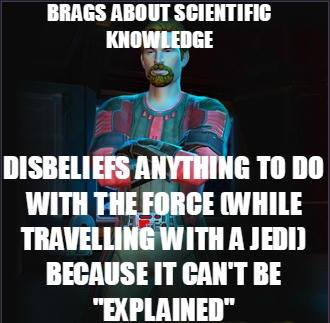 BRAGS ABOUT SCIENTIFIC
KNOWLEDGE
DISBELIEFS ANYTHING TO DO
WITH THE FORCE (WHILE
TRAVELLING WITH A JEDI)
BECAUSE IT CAN'T BE
"EXPLAINED"